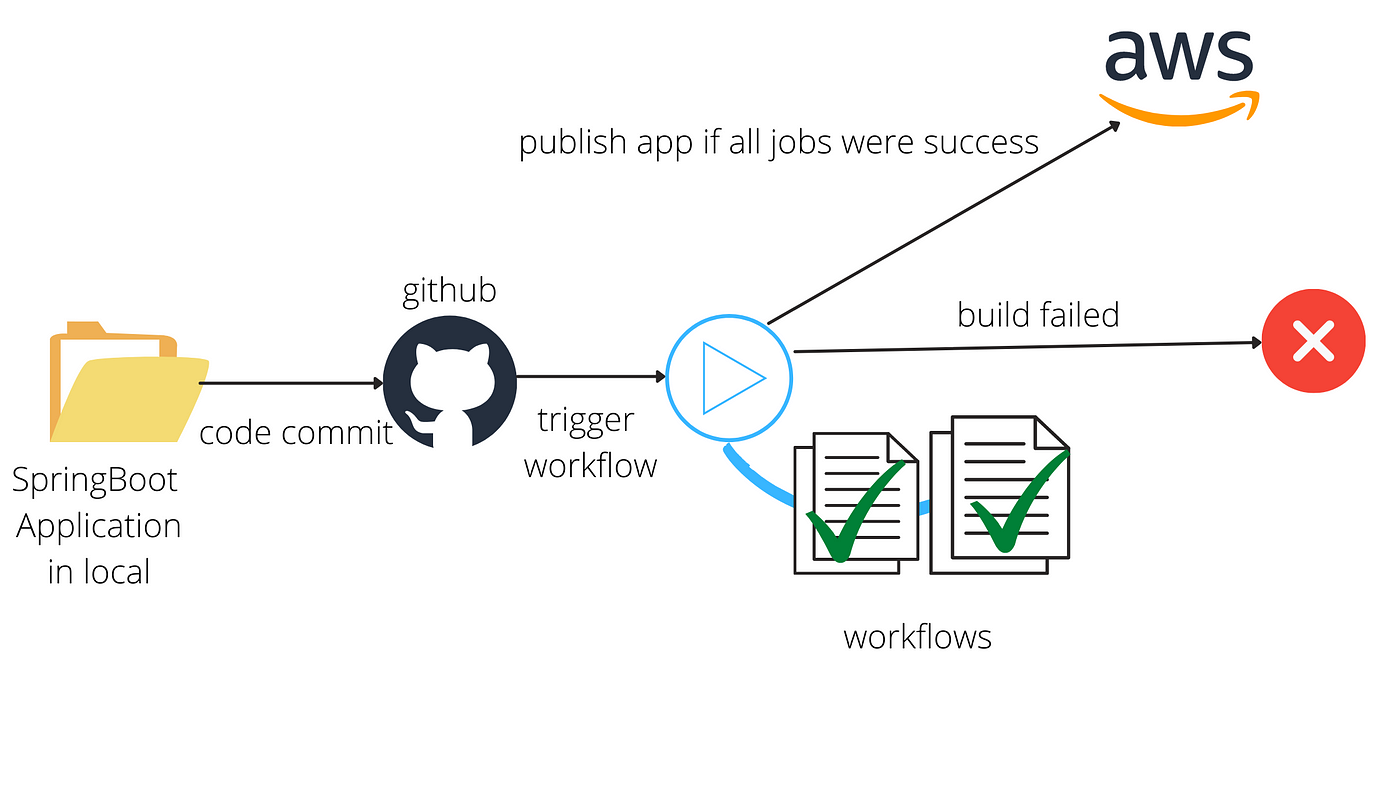 aws
publish app if all jobs were success
github
build failed
code commit
trigger
workflow
SpringBoot
Application
in local
workflows